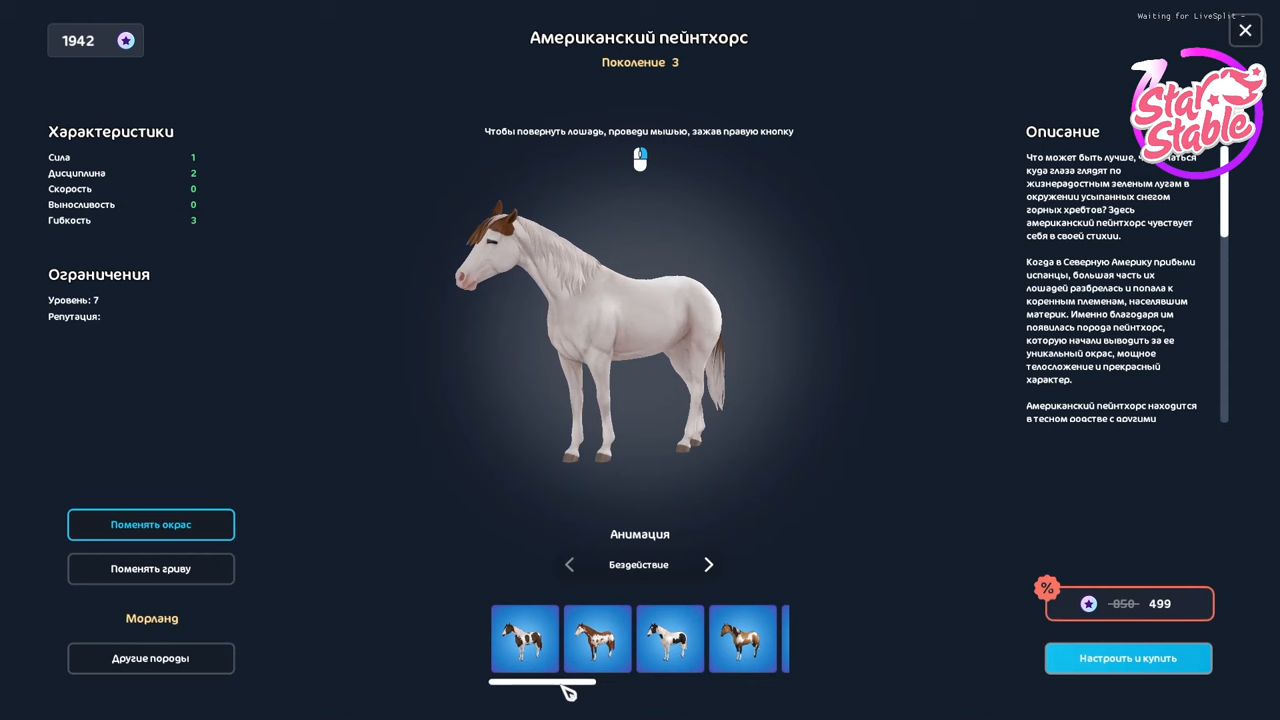 Waiting for LiveSplit -
1942
Американский пейнтхорс
Поколение 3
Star
Stable
Характеристики
Сила 1
Дисциплина 2
Скорость 0
Выносливость 0
Гибкость 3
Ограничения
Уровень: 7
Репутация:
Чтобы повернуть лошадь, проведи мышью, зажав правую кнопку
Описание
Что может быть лучше,
куда глаза глядят по
жизнерадостным зеленым лугам в
окружении усыпанных снегом
горных хребтов? Здесь
американский пейнтхорс чувствует
себя в своей стихии.
Когда в Северную Америку прибыли
испанцы, большая часть их
лошадей разбрелась и попала к
коренным племенам, населявшим
материк. Именно благодаря им
появилась порода пейнтхорс,
которую начали выводить за ее
уникальный окрас, мощное
телосложение и прекрасный
характер.
Американский пейнтхорс находится
в тесном родстве с другими
Поменять окрас
Поменять гриву
Морланд
Другие породы
Анимация
Бездействие
%
850 499
Настроить и купить